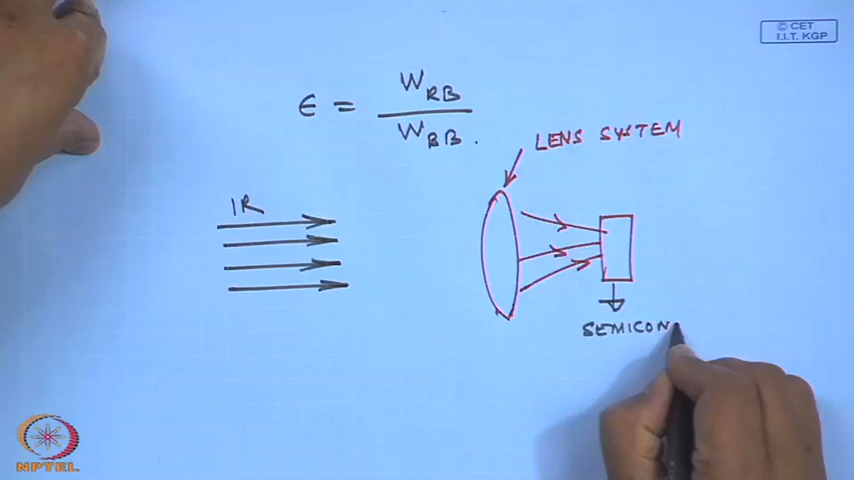 © CET
I.I.T. KGP
ϵ = W_RB / W_BB.
LENS SYSTEM
IR
SEMICON
NPTEL